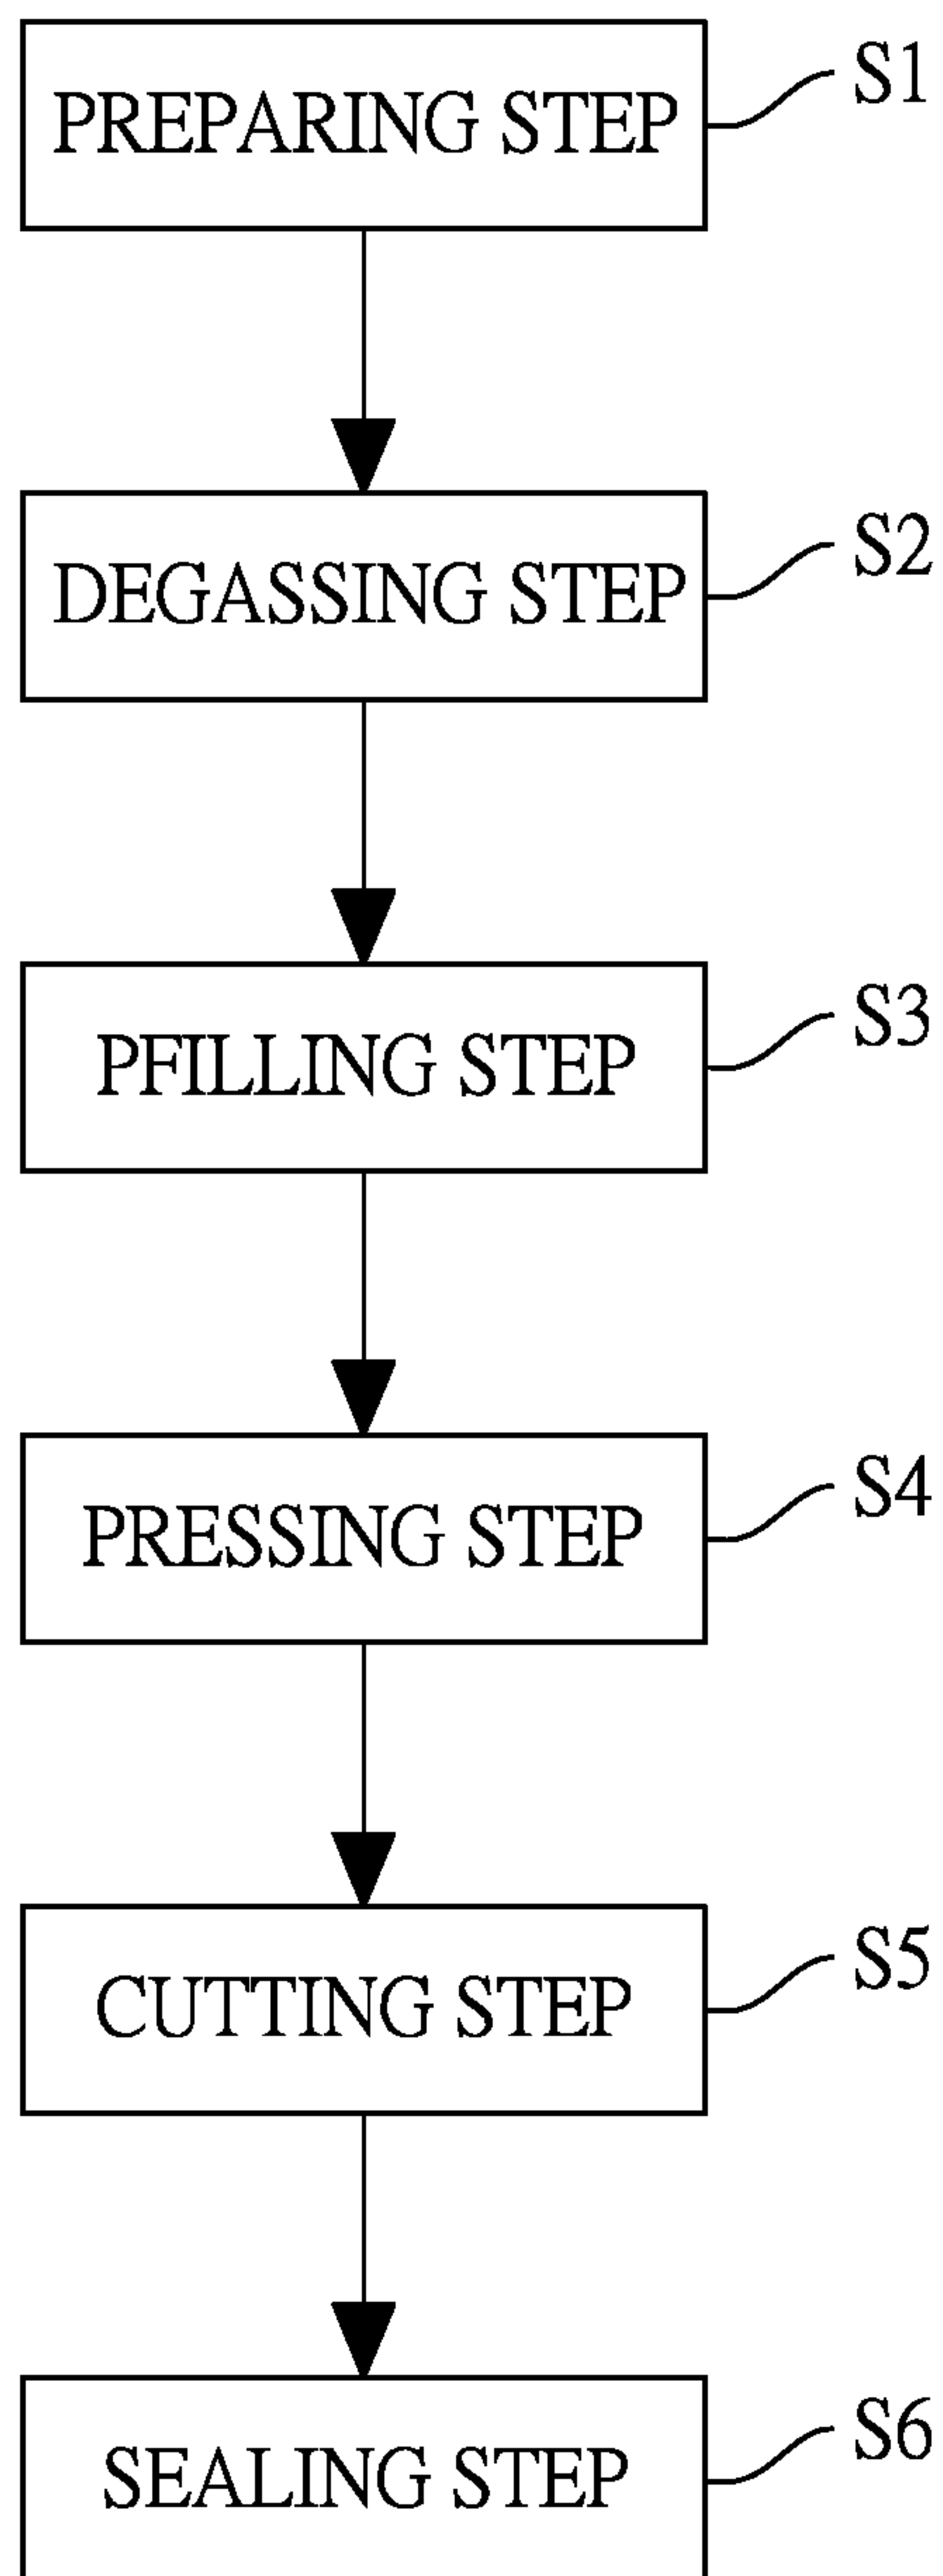 PREPARING STEP S1
DEGASSING STEP S2
PFILLING STEP S3
PRESSING STEP S4
CUTTING STEP S5
SEALING STEP S6